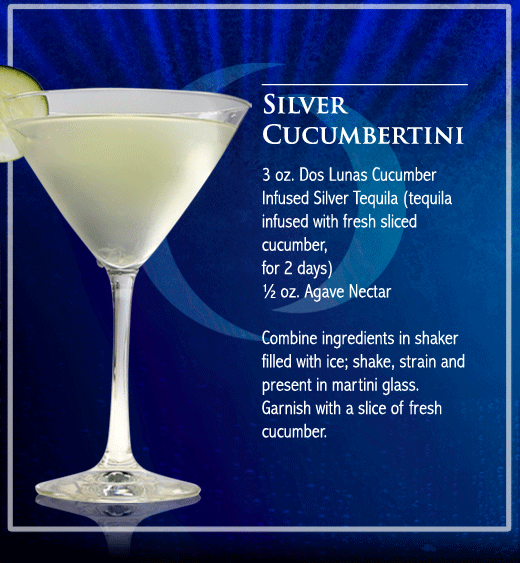 Silver
Cucumbertini
3 oz. Dos Lunas Cucumber
Infused Silver Tequila (tequila
infused with fresh sliced
cucumber,
for 2 days)
½ oz. Agave Nectar
Combine ingredients in shaker
filled with ice; shake, strain and
present in martini glass.
Garnish with a slice of fresh
cucumber.